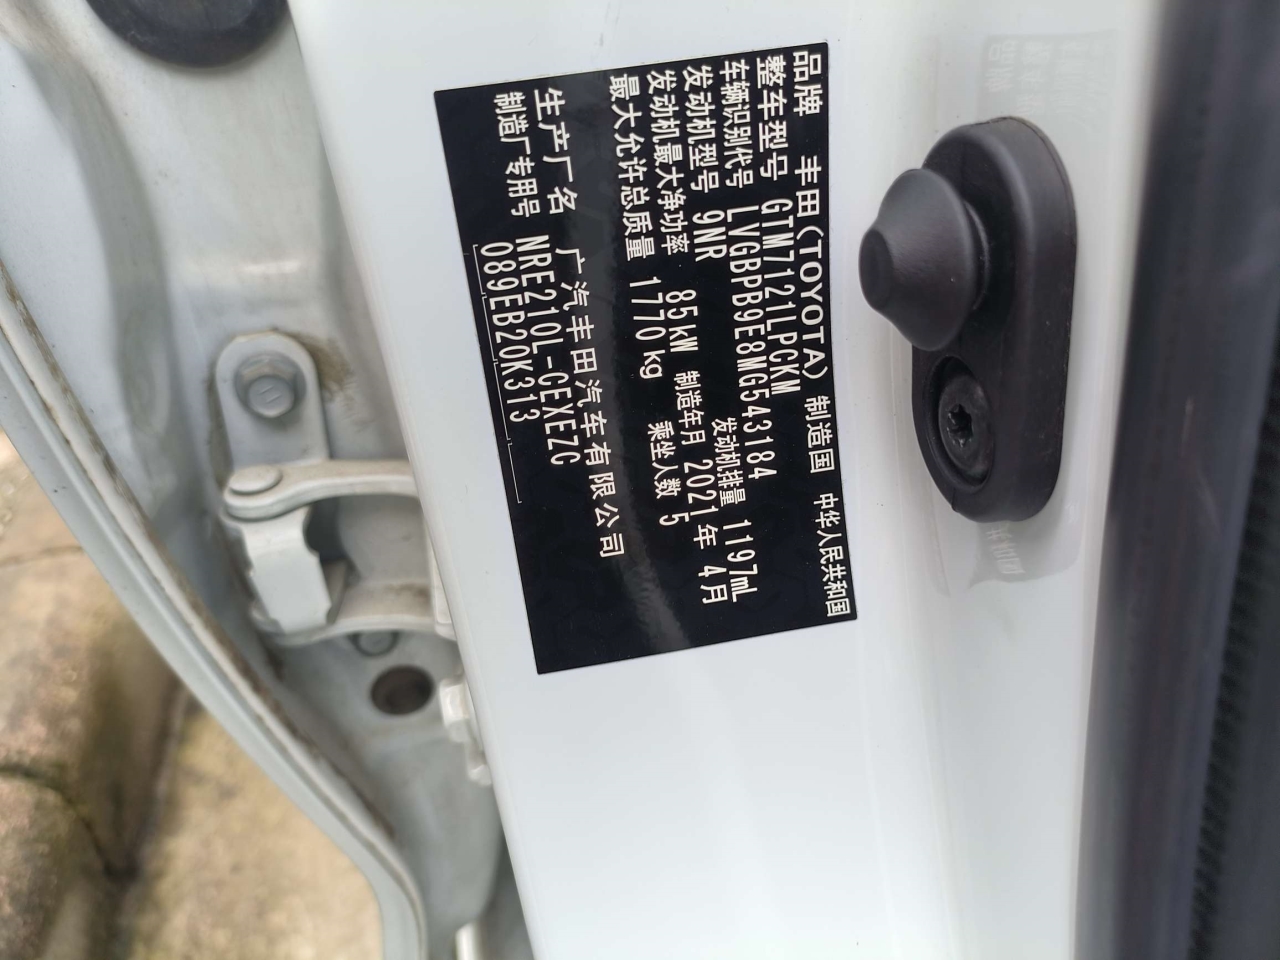 品牌 丰田(TOYOTA) 制造国 中华人民共和国
整车型号 GTM7121LPCKM
车辆识别代号 LVGBPB9E8MG543184
发动机型号 9NR 发动机排量 1197mL
发动机最大净功率 85kW 制造年月 2021年 4月
最大允许总质量 1770kg 乘坐人数 5
生产厂名 广汽丰田汽车有限公司
制造厂专用号 NRE210L-CEXEZC
089EB20K313